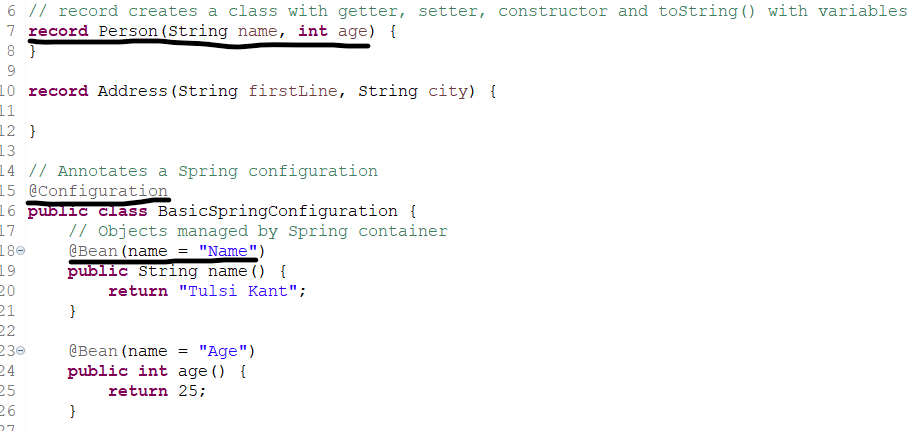 6 // record creates a class with getter, setter, constructor and toString() with variables
7 record Person(String name, int age) {
8 }
9
10 record Address(String firstLine, String city) {
11
12 }
13
14 // Annotates a Spring configuration
15 @Configuration
16 public class BasicSpringConfiguration {
17 // Objects managed by Spring container
18 @Bean(name = "Name")
19 public String name() {
20 return "Tulsi Kant";
21 }
22
23 @Bean(name = "Age")
24 public int age() {
25 return 25;
26 }
27